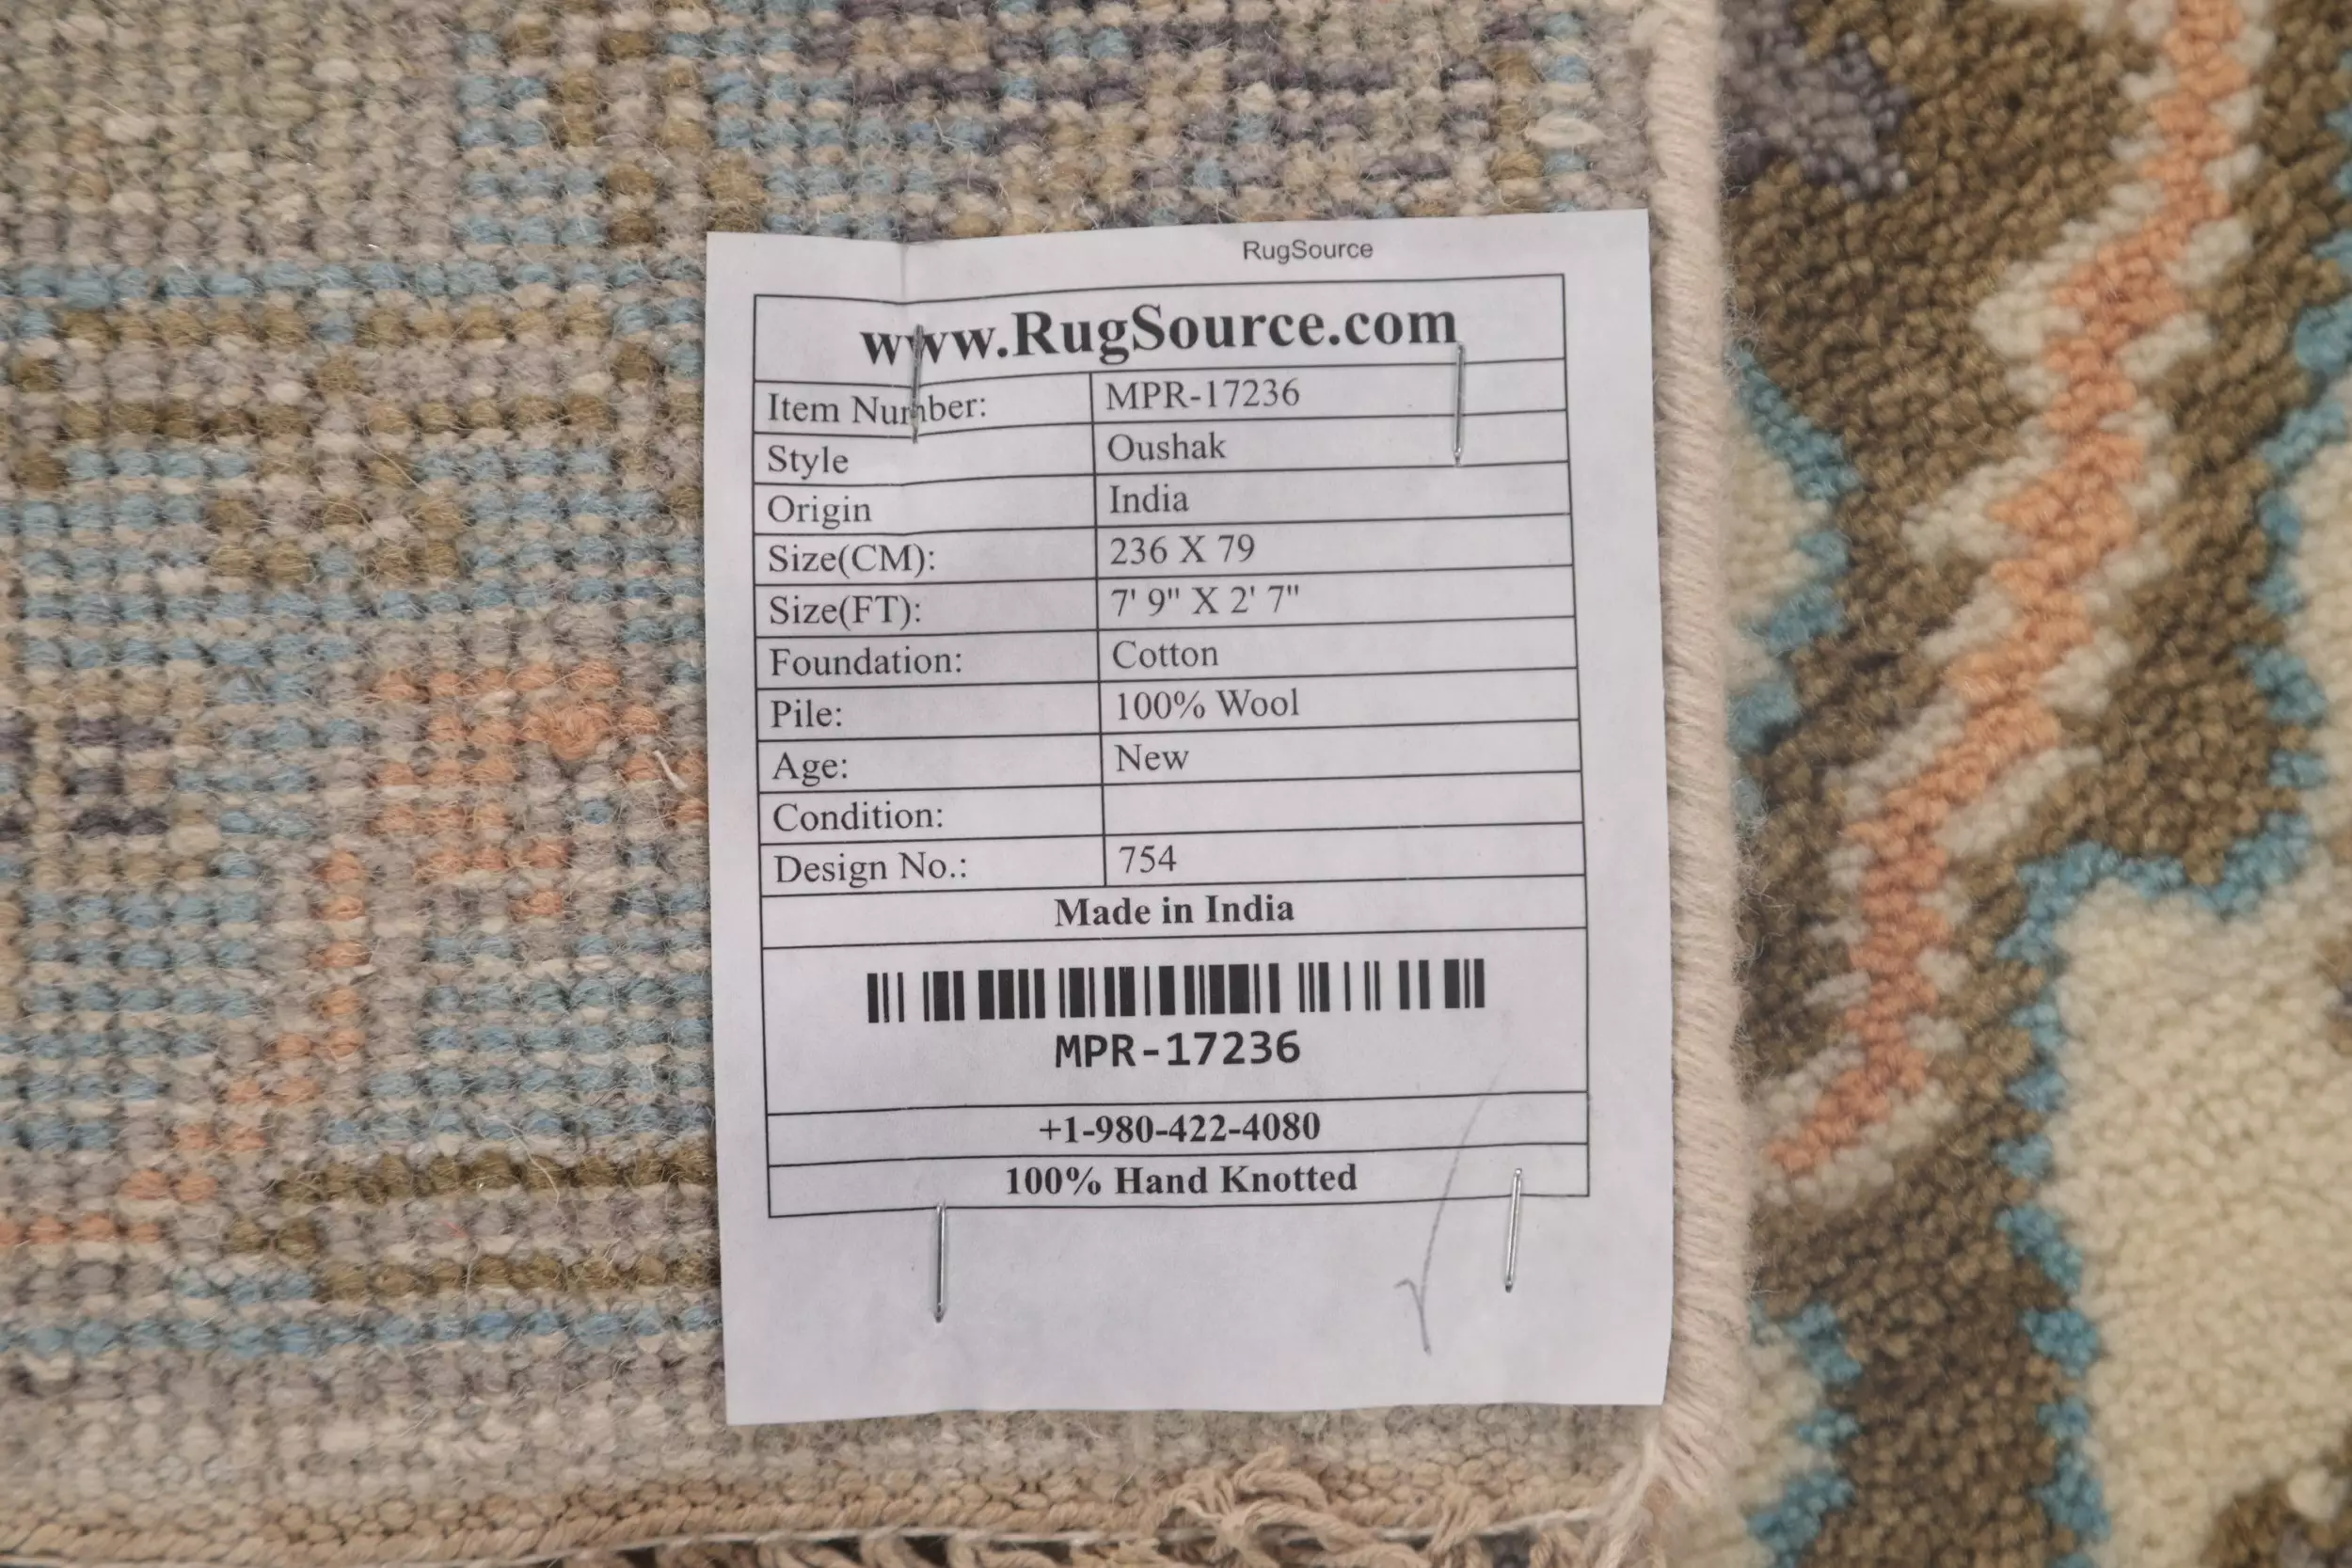 RugSource
www.RugSource.com
Item Number: MPR-17236
Style Oushak
Origin India
Size(CM): 236 X 79
Size(FT): 7' 9" X 2' 7"
Foundation: Cotton
Pile: 100% Wool
Age: New
Condition:
Design No.: 754
Made in India
MPR-17236
+1-980-422-4080
100% Hand Knotted